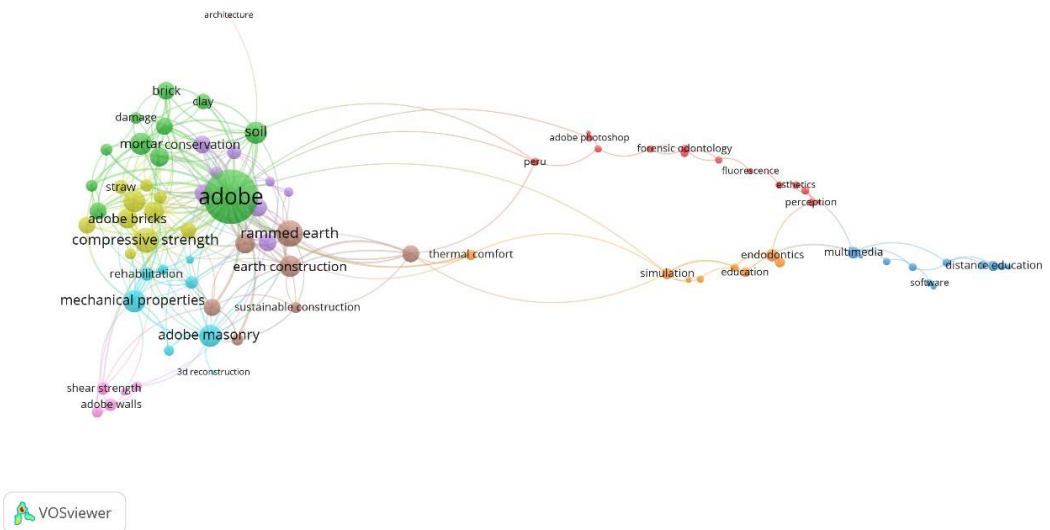 architecture
brick
clay
damage
soil
mortar
conservation
adobe photoshop
forensic odontology
peru
fluorescence
straw
esthetics
adobe
perception
adobe bricks
rammed earth
compressive strength
thermal comfort
endodontics
multimedia
earth construction
simulation
education
distance education
rehabilitation
software
mechanical properties
sustainable construction
adobe masonry
3d reconstruction
shear strength
adobe walls
VOSviewer